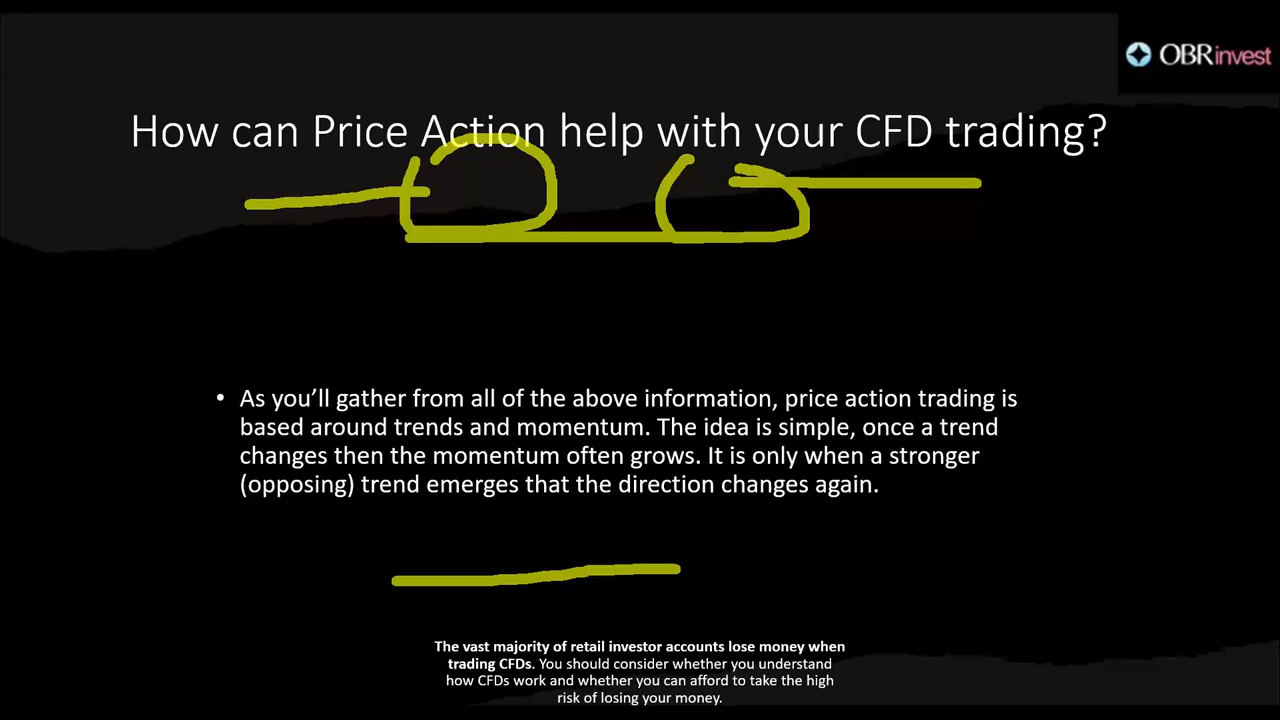 OBRinvest
How can Price Action help with your CFD trading?
• As you’ll gather from all of the above information, price action trading is
based around trends and momentum. The idea is simple, once a trend
changes then the momentum often grows. It is only when a stronger
(opposing) trend emerges that the direction changes again.
The vast majority of retail investor accounts lose money when
trading CFDs. You should consider whether you understand
how CFDs work and whether you can afford to take the high
risk of losing your money.